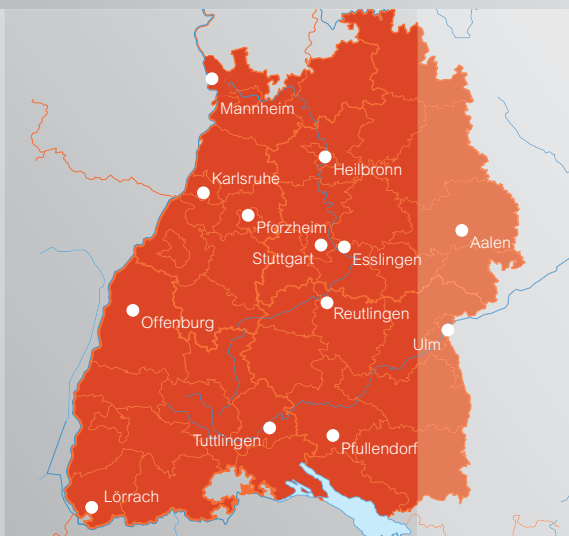 Mannheim
Heilbronn
Karlsruhe
Pforzheim
Stuttgart
Esslingen
Aalen
Reutlingen
Offenburg
Ulm
Tuttlingen
Pfullendorf
Lörrach